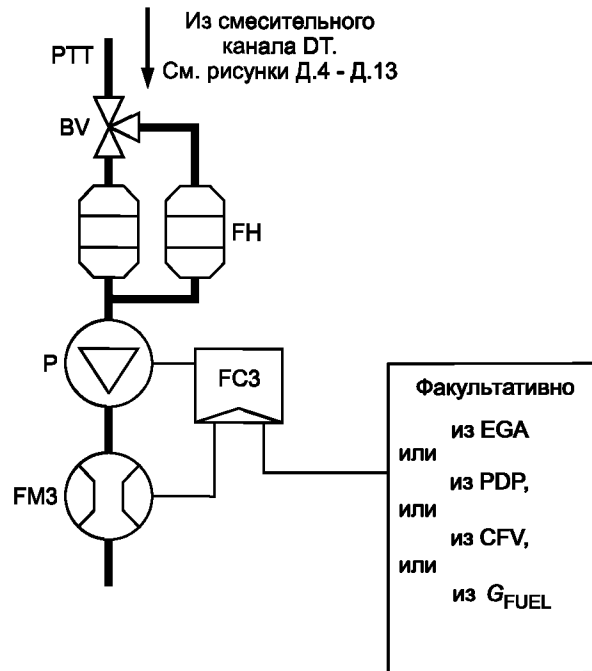 Из смесительного
канала DT.
См. рисунки Д.4 - Д.13
PTT
BV
FH
P
FC3
FM3
Факультативно
из EGA
или
из PDP,
или
из CFV,
или
из G_FUEL